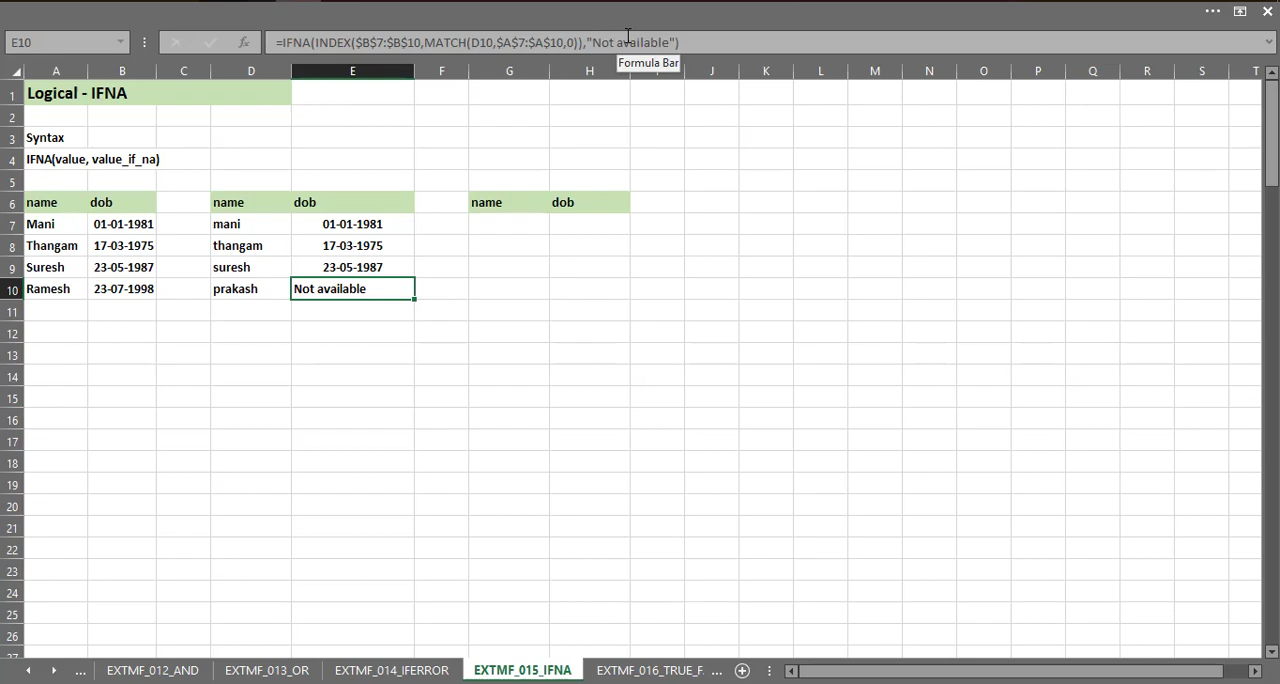 E10 fx =IFNA(INDEX($B$7:$B$10,MATCH(D10,$A$7:$A$10,0)),"Not available")
Formula Bar
A B C D E F G H J K L M N O P Q R S T
1 Logical - IFNA
2
3 Syntax
4 IFNA(value, value_if_na)
5
6 name dob name dob name dob
7 Mani 01-01-1981 mani 01-01-1981
8 Thangam 17-03-1975 thangam 17-03-1975
9 Suresh 23-05-1987 suresh 23-05-1987
10 Ramesh 23-07-1998 prakash Not available
11
12
13
14
15
16
17
18
19
20
21
22
23
24
25
26
27
... EXTMF_012_AND EXTMF_013_OR EXTMF_014_IFERROR EXTMF_015_IFNA EXTMF_016_TRUE_F. ...